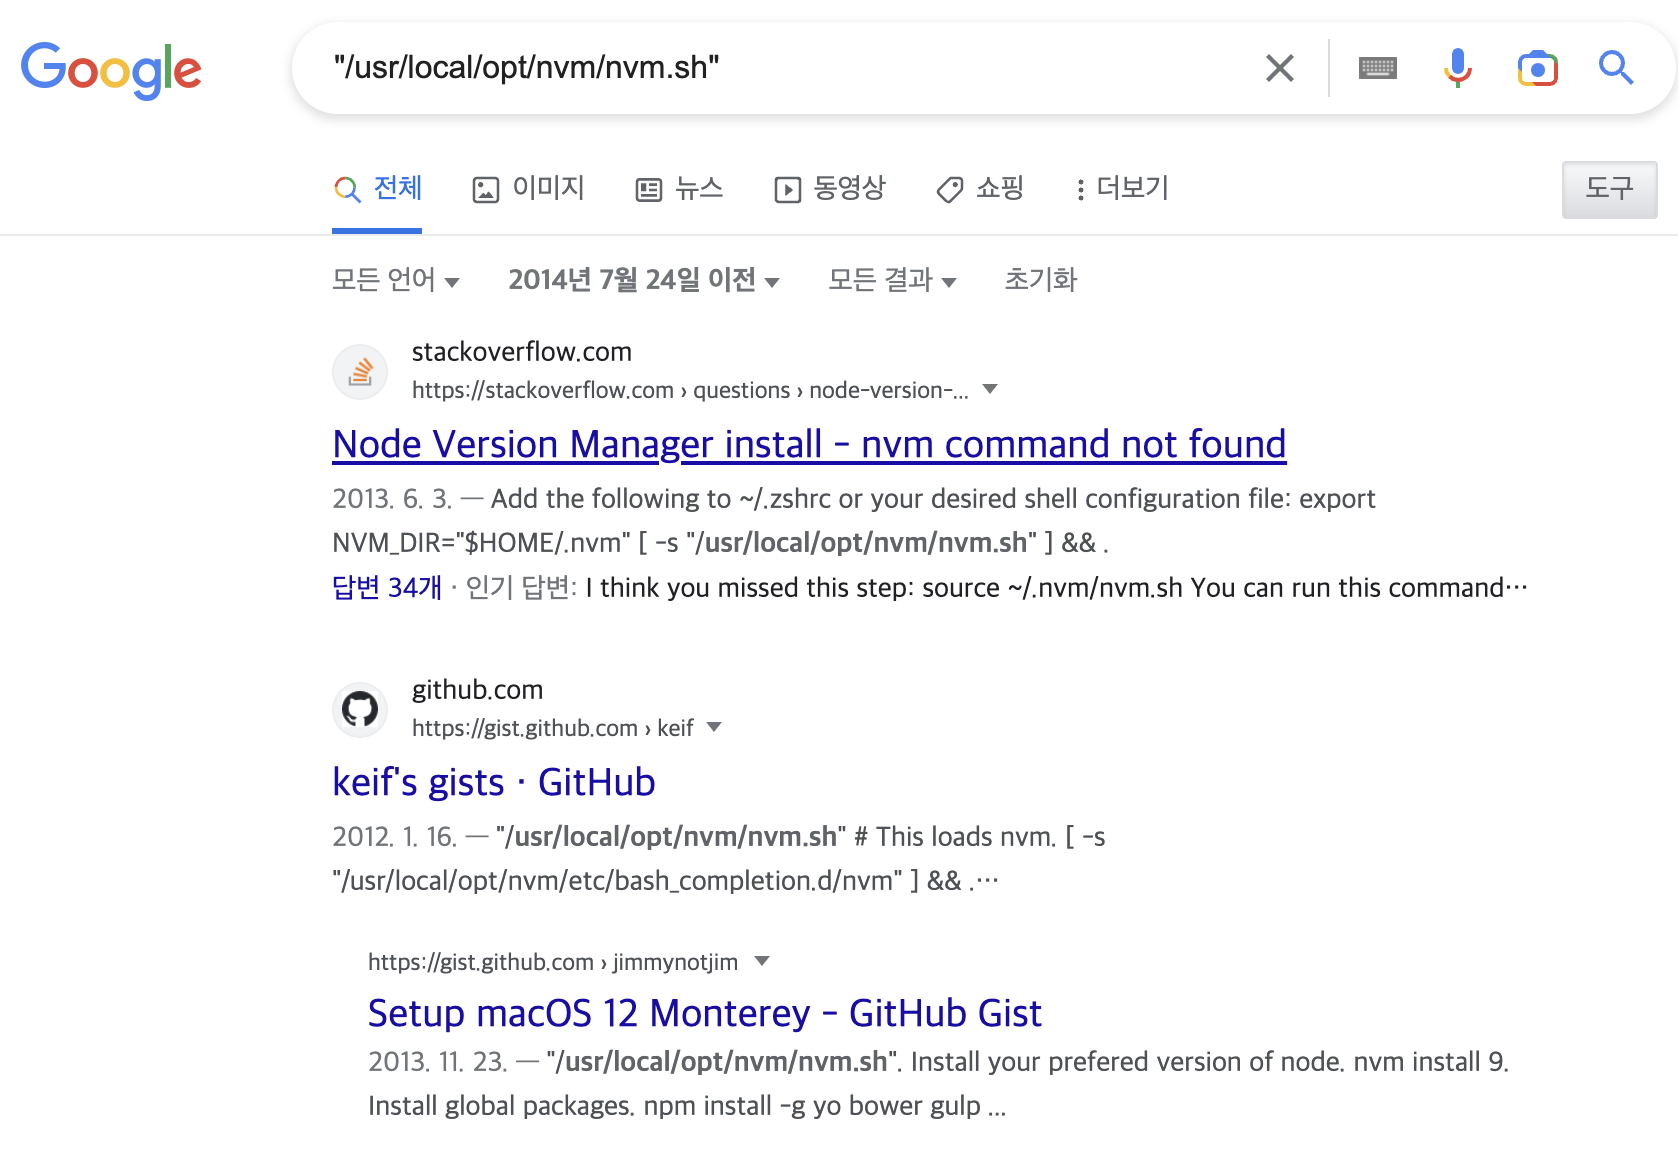 Google
"/usr/local/opt/nvm/nvm.sh"
전체 이미지 뉴스 동영상 쇼핑 더보기 도구
모든 언어 2014년 7월 24일 이전 모든 결과 초기화
stackoverflow.com
https://stackoverflow.com › questions › node-version-...
Node Version Manager install - nvm command not found
2013. 6. 3. — Add the following to ~/.zshrc or your desired shell configuration file: export
NVM_DIR="$HOME/.nvm" [ -s "/usr/local/opt/nvm/nvm.sh" ] && .
답변 34개 · 인기 답변: I think you missed this step: source ~/.nvm/nvm.sh You can run this command…
github.com
https://gist.github.com › keif
keif's gists · GitHub
2012. 1. 16. — "/usr/local/opt/nvm/nvm.sh" # This loads nvm. [ -s
"/usr/local/opt/nvm/etc/bash_completion.d/nvm" ] && .…
https://gist.github.com › jimmynotjim
Setup macOS 12 Monterey - GitHub Gist
2013. 11. 23. — "/usr/local/opt/nvm/nvm.sh". Install your prefered version of node. nvm install 9.
Install global packages. npm install -g yo bower gulp ...